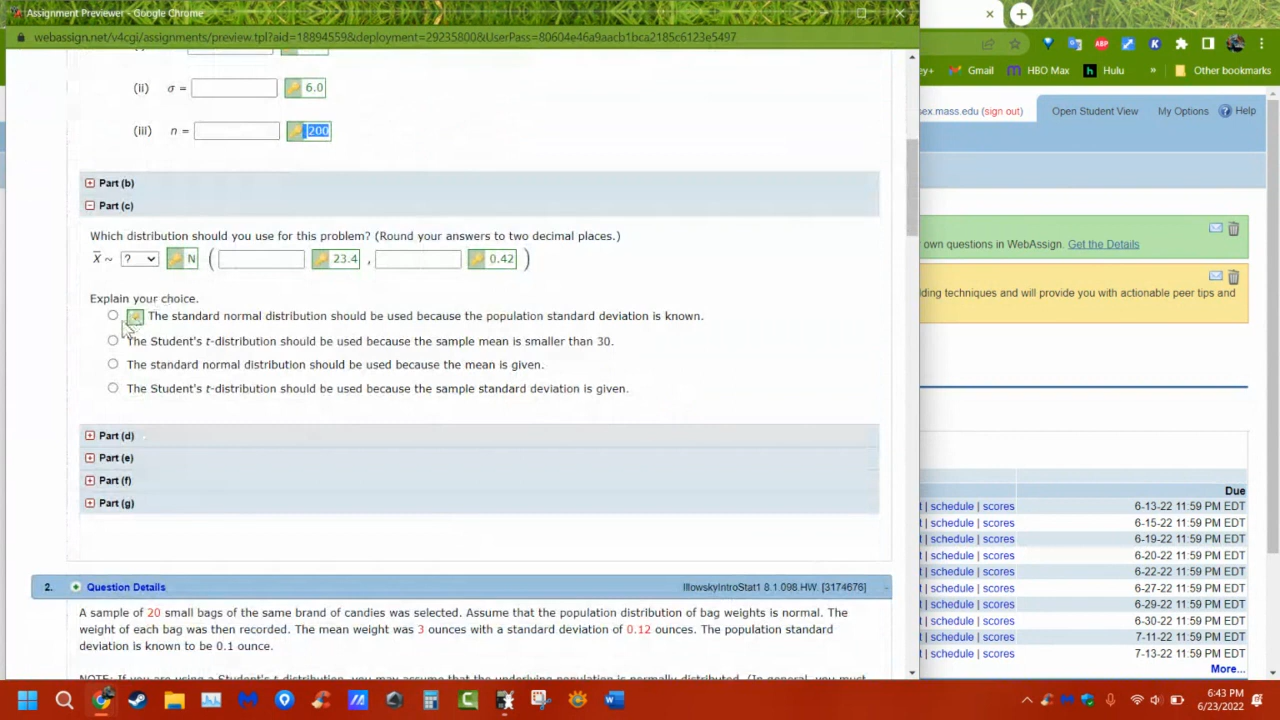 Assignment Previewer - Google Chrome
webassign.net/v4cgi/assignments/preview.tpl?aid=18894559&deployment=29235800&UserPass=80604e46a9aacb1bca2185c6123e5497
ey+ Gmail HBO Max Hulu » Other bookmarks
sex.mass.edu (sign out) Open Student View My Options Help
(ii) σ = 6.0
(iii) n = 200
Part (b)
Part (c)
Which distribution should you use for this problem? (Round your answers to two decimal places.)
X̄ ~ ? N ( 23.4 , 0.42 )
Explain your choice.
The standard normal distribution should be used because the population standard deviation is known.
The Student's t-distribution should be used because the sample mean is smaller than 30.
The standard normal distribution should be used because the mean is given.
The Student's t-distribution should be used because the sample standard deviation is given.
Part (d)
Part (e)
Part (f)
Part (g)
2. Question Details IllowskyIntroStat1 8.1.098.HW. [3174676]
A sample of 20 small bags of the same brand of candies was selected. Assume that the population distribution of bag weights is normal. The
weight of each bag was then recorded. The mean weight was 3 ounces with a standard deviation of 0.12 ounces. The population standard
deviation is known to be 0.1 ounce.
own questions in WebAssign. Get the Details
ding techniques and will provide you with actionable peer tips and
Due
| schedule | scores 6-13-22 11:59 PM EDT
| schedule | scores 6-15-22 11:59 PM EDT
| schedule | scores 6-19-22 11:59 PM EDT
| schedule | scores 6-20-22 11:59 PM EDT
| schedule | scores 6-22-22 11:59 PM EDT
| schedule | scores 6-27-22 11:59 PM EDT
| schedule | scores 6-29-22 11:59 PM EDT
| schedule | scores 6-30-22 11:59 PM EDT
| schedule | scores 7-11-22 11:59 PM EDT
| schedule | scores 7-13-22 11:59 PM EDT
More...
6:43 PM
6/23/2022